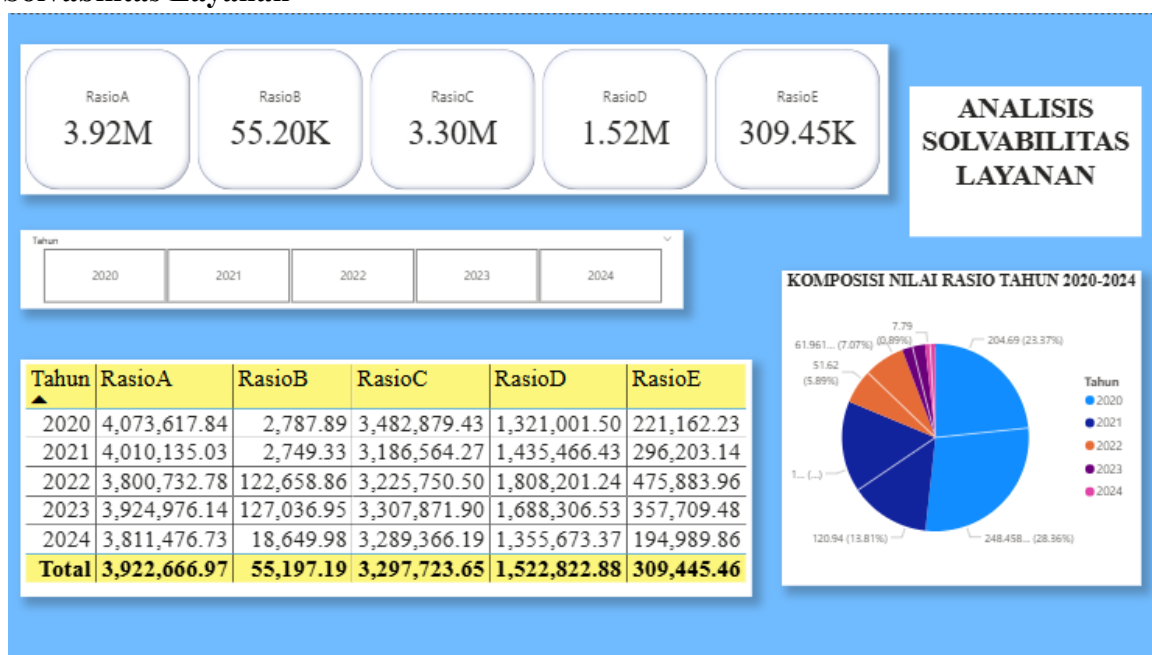 RasioA
3.92M
RasioB
55.20K
RasioC
3.30M
RasioD
1.52M
RasioE
309.45K
ANALISIS
SOLVABILITAS
LAYANAN
Tahun
2020 2021 2022 2023 2024
KOMPOSISI NILAI RASIO TAHUN 2020-2024
7.79
(0.89%)
61.961... (7.07%)
204.69 (23.37%)
51.62
(5.89%)
1... (...)
120.94 (13.81%)
248.458... (28.36%)
Tahun
2020
2021
2022
2023
2024
Tahun RasioA RasioB RasioC RasioD RasioE
2020 4,073,617.84 2,787.89 3,482,879.43 1,321,001.50 221,162.23
2021 4,010,135.03 2,749.33 3,186,564.27 1,435,466.43 296,203.14
2022 3,800,732.78 122,658.86 3,225,750.50 1,808,201.24 475,883.96
2023 3,924,976.14 127,036.95 3,307,871.90 1,688,306.53 357,709.48
2024 3,811,476.73 18,649.98 3,289,366.19 1,355,673.37 194,989.86
Total 3,922,666.97 55,197.19 3,297,723.65 1,522,822.88 309,445.46